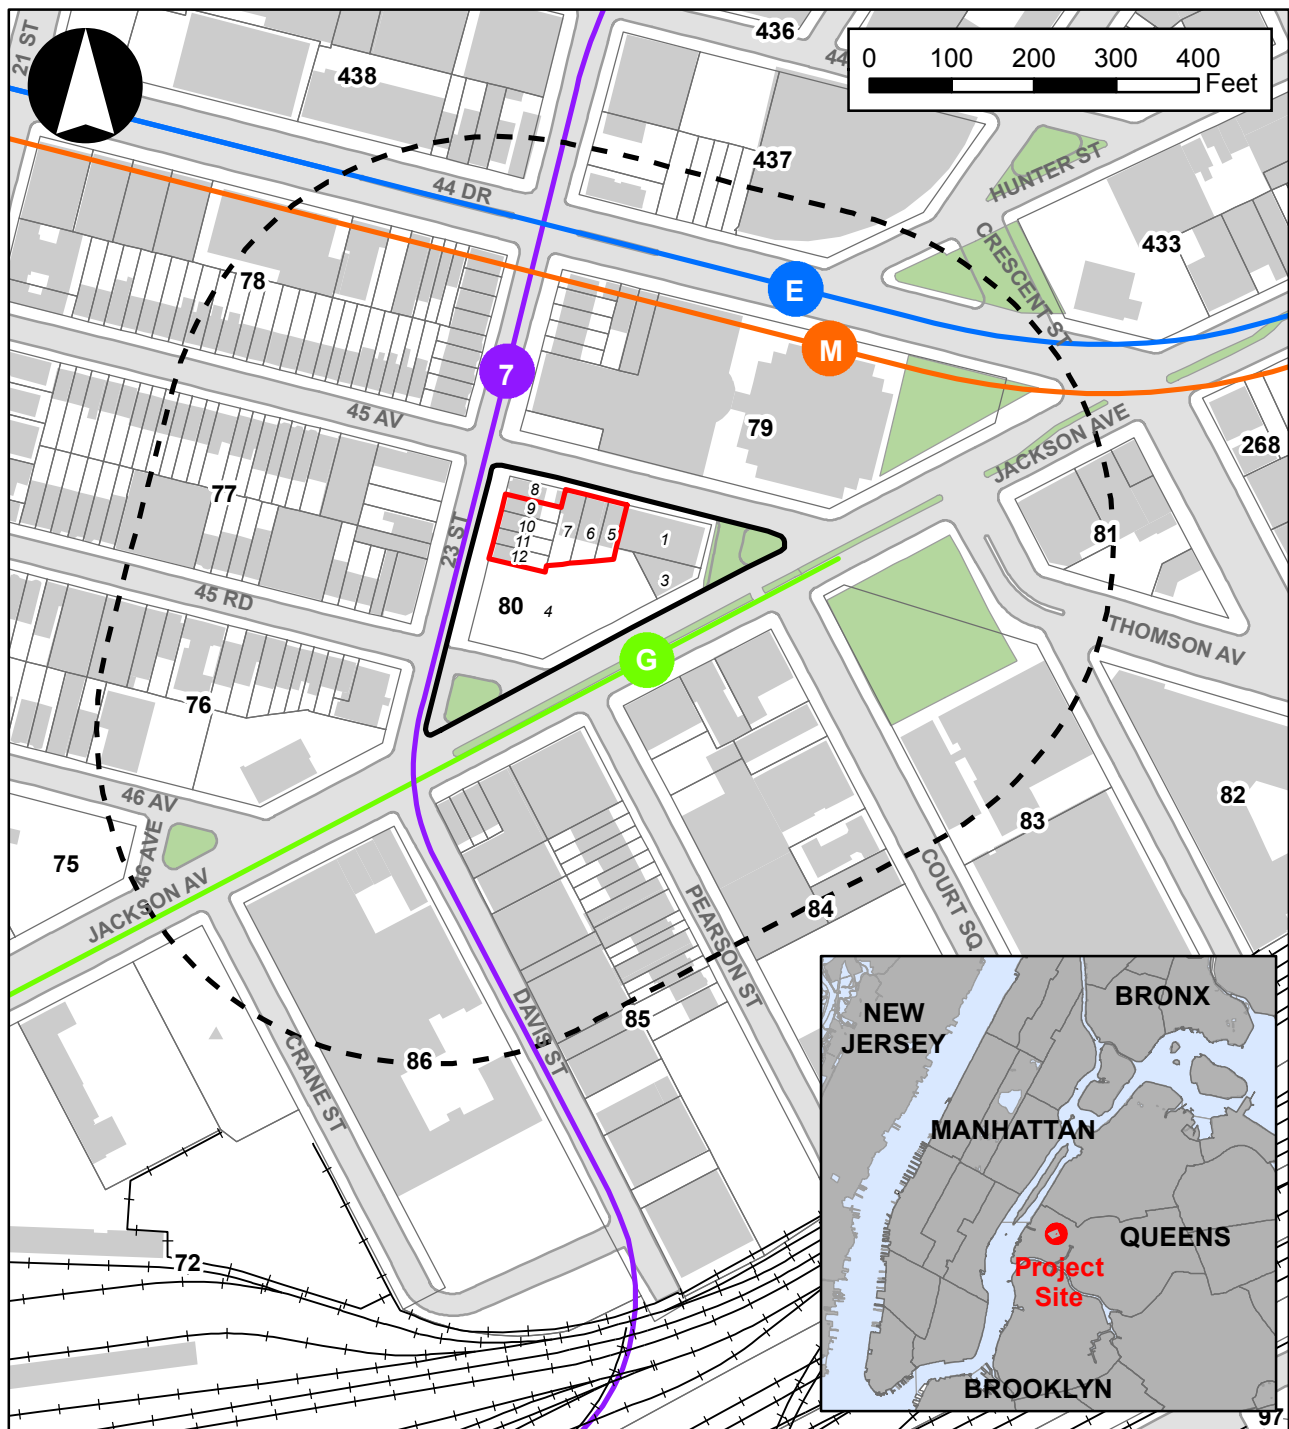 21 ST
438
436
44
0 100 200 300 400
Feet
437
HUNTER ST
44 DR
CRESCENT ST
433
78
E
M
7
45 AV
79
JACKSON AVE
268
77
8
9
10
11
12
7
6
5
1
3
23 ST
81
45 RD
80
4
THOMSON AV
G
76
46 AV
46 AVE
75
82
83
JACKSON AV
COURT SQ
84
PEARSON ST
85
DAVIS ST
86
CRANE ST
72
NEW
JERSEY
BRONX
MANHATTAN
QUEENS
Project
Site
BROOKLYN
97